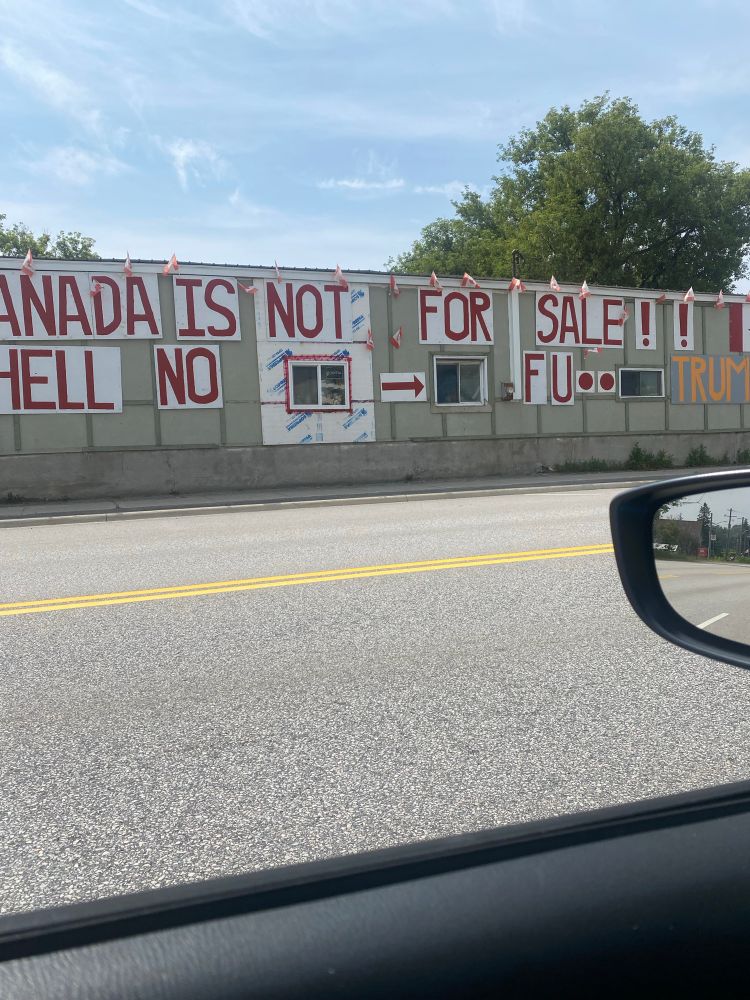 ANADA IS NOT FOR SALE!!
HELL NO → FU•• TRUM